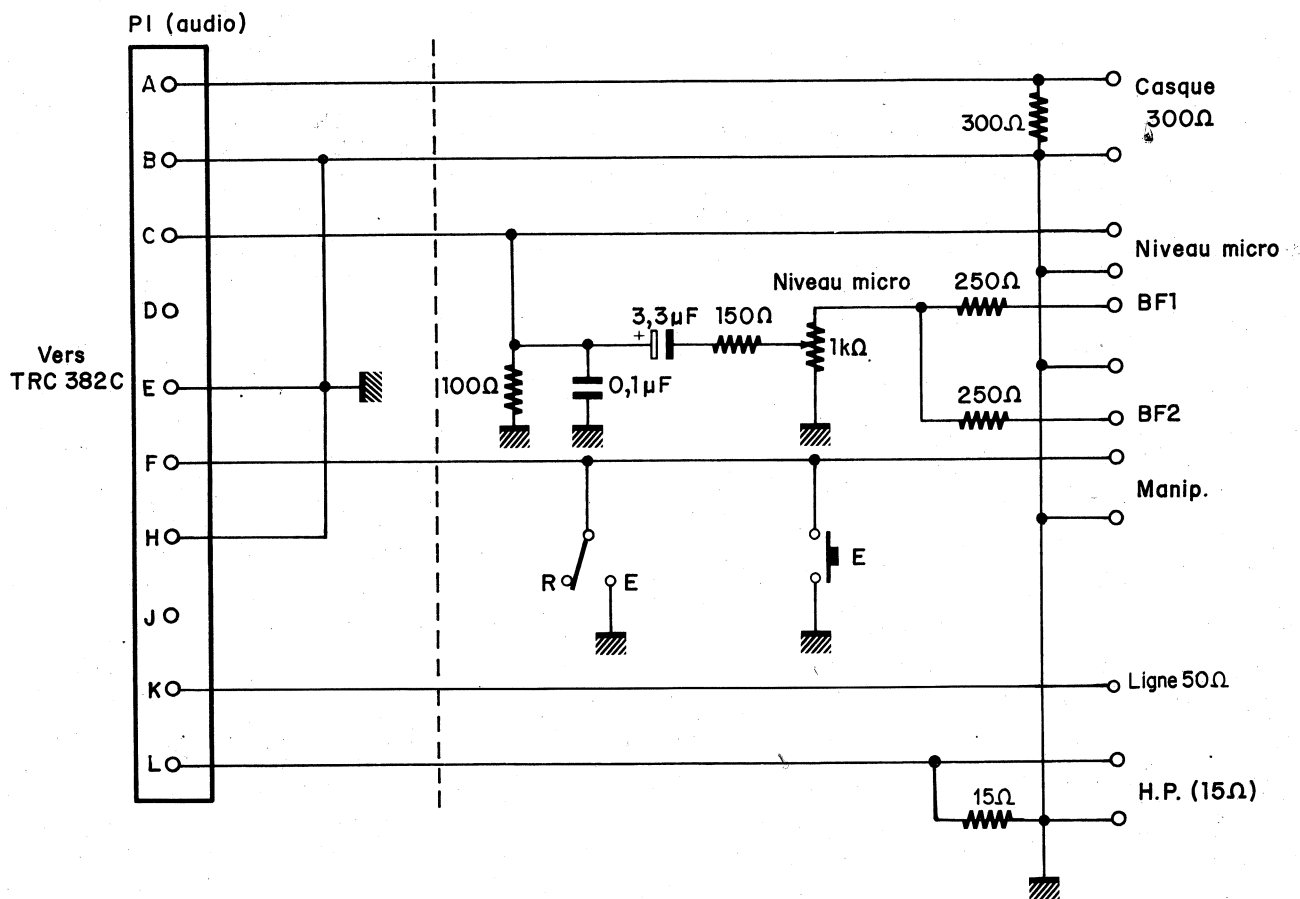 P1 (audio)
A
Casque
300Ω
300Ω
B
C
Niveau micro
Niveau micro
250Ω
BF1
D
3,3µF
+
150Ω
1kΩ
Vers
TRC 382C
E
100Ω
0,1µF
250Ω
BF2
F
Manip.
H
R
E
E
J
K
Ligne 50Ω
L
15Ω
H.P. (15Ω)